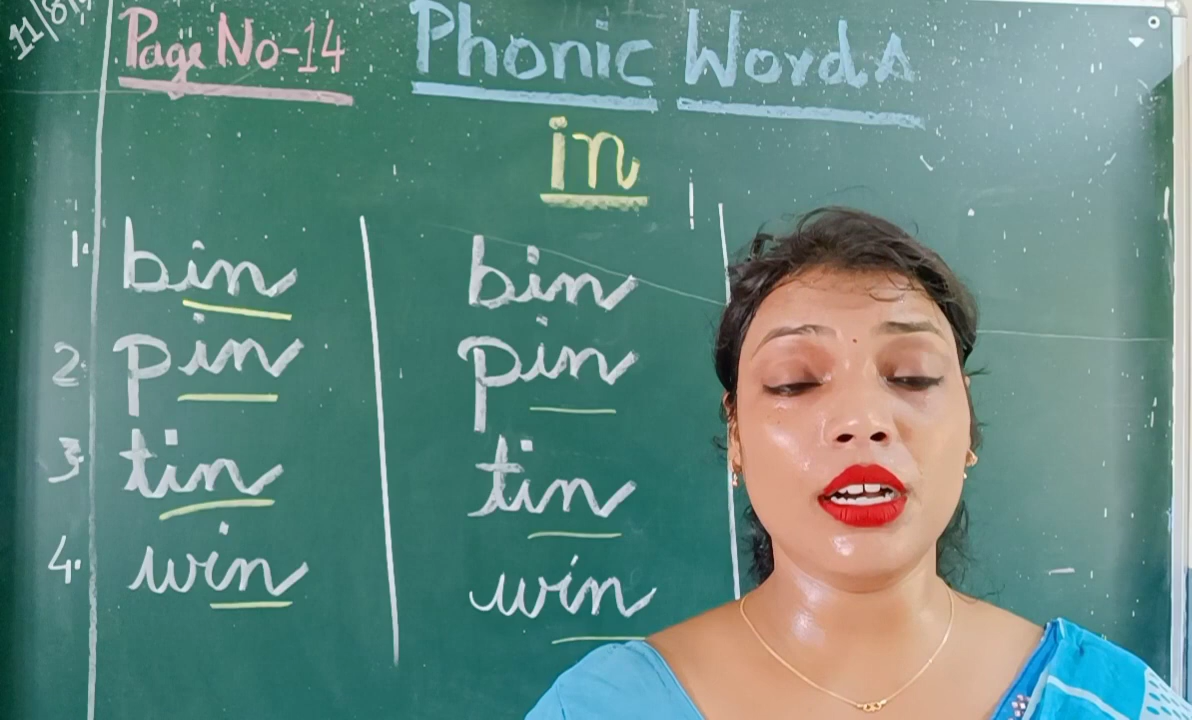 Page No-14 Phonic Words
in
1. bin bin
2. pin pin
3. tin tin
4. win win